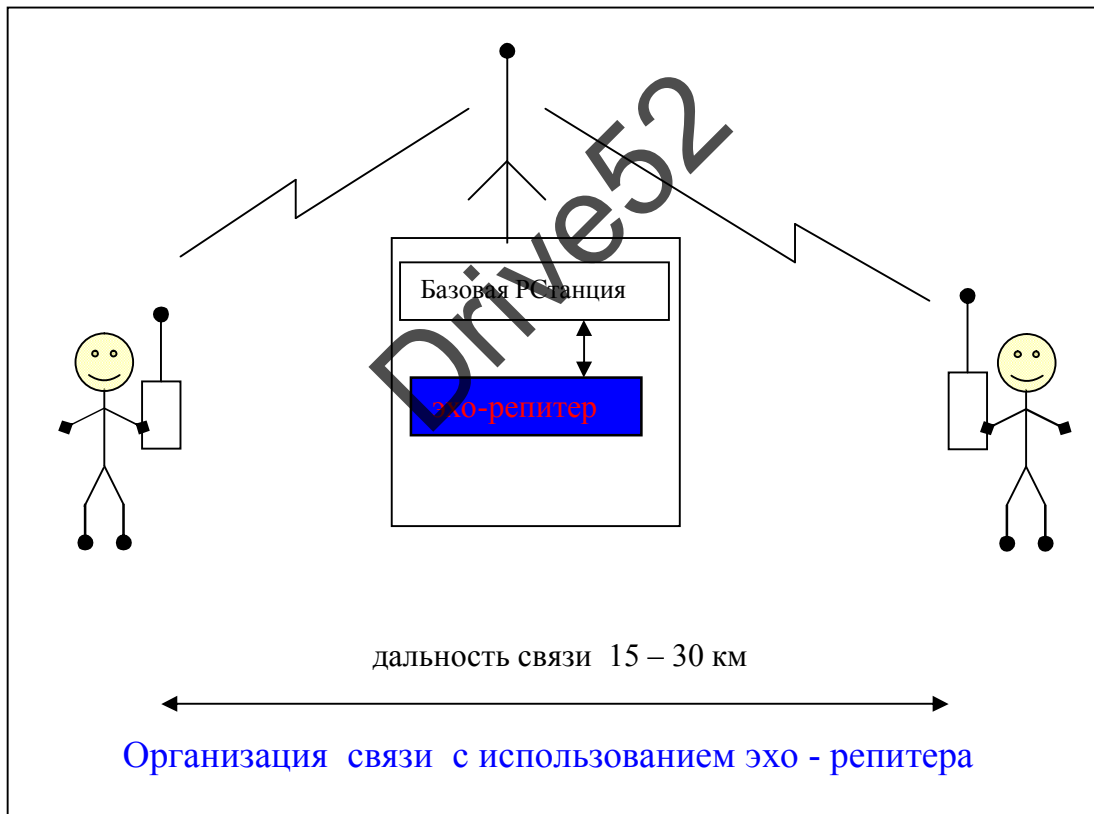 Базовая РСтанция
эхо-репитер
Drive52
дальность связи 15 – 30 км
Организация связи с использованием эхо - репитера